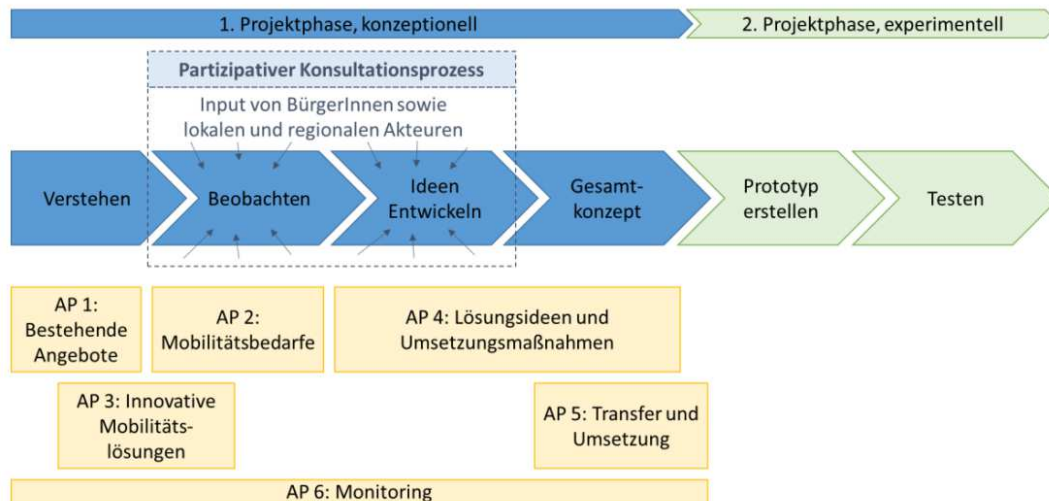 1. Projektphase, konzeptionell
2. Projektphase, experimentell
Partizipativer Konsultationsprozess
Input von BürgerInnen sowie
lokalen und regionalen Akteuren
Verstehen
Beobachten
Ideen
Entwickeln
Gesamt-
konzept
Prototyp
erstellen
Testen
AP 1:
Bestehende
Angebote
AP 2:
Mobilitätsbedarfe
AP 4: Lösungsideen und
Umsetzungsmaßnahmen
AP 3: Innovative
Mobilitäts-
lösungen
AP 5: Transfer und
Umsetzung
AP 6: Monitoring